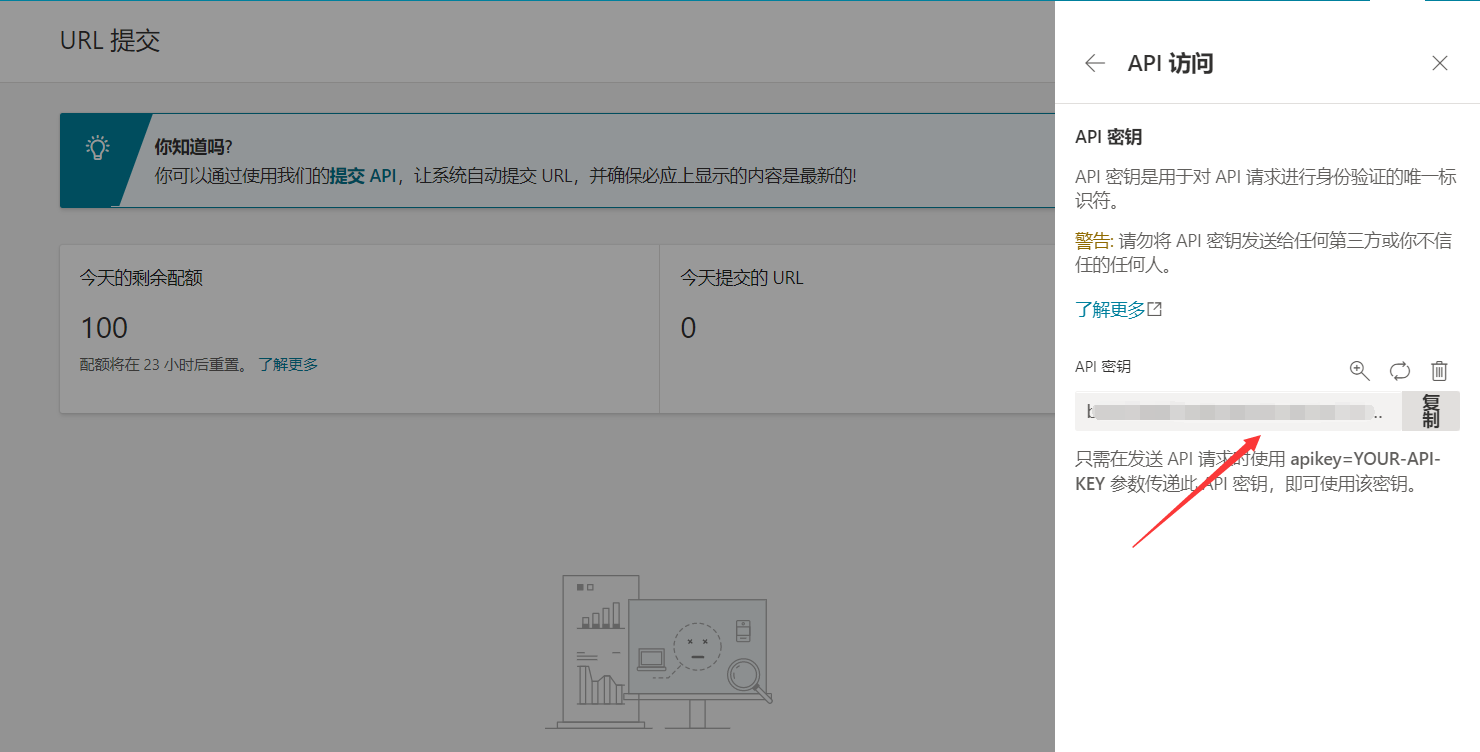 URL 提交
你知道吗?
你可以通过使用我们的提交 API，让系统自动提交 URL，并确保必应上显示的内容是最新的!
今天的剩余配额
100
配额将在 23 小时后重置。 了解更多
今天提交的 URL
0
API 访问
API 密钥
API 密钥是用于对 API 请求进行身份验证的唯一标
识符。
警告: 请勿将 API 密钥发送给任何第三方或你不信
任的任何人。
了解更多
API 密钥
复
制
只需在发送 API 请求时使用 apikey=YOUR-API-
KEY 参数传递此 API 密钥，即可使用该密钥。